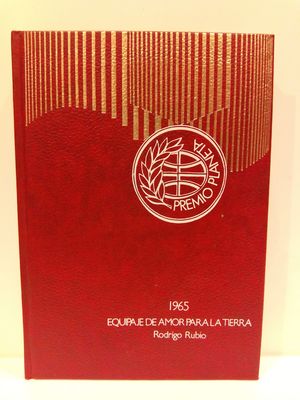 PREMIO PLANETA
1965
EQUIPAJE DE AMOR PARA LA TIERRA
Rodrigo Rubio